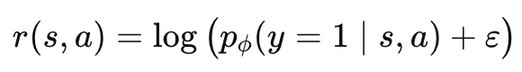 r(s, a) = log (p_ϕ(y = 1 | s, a) + ε)